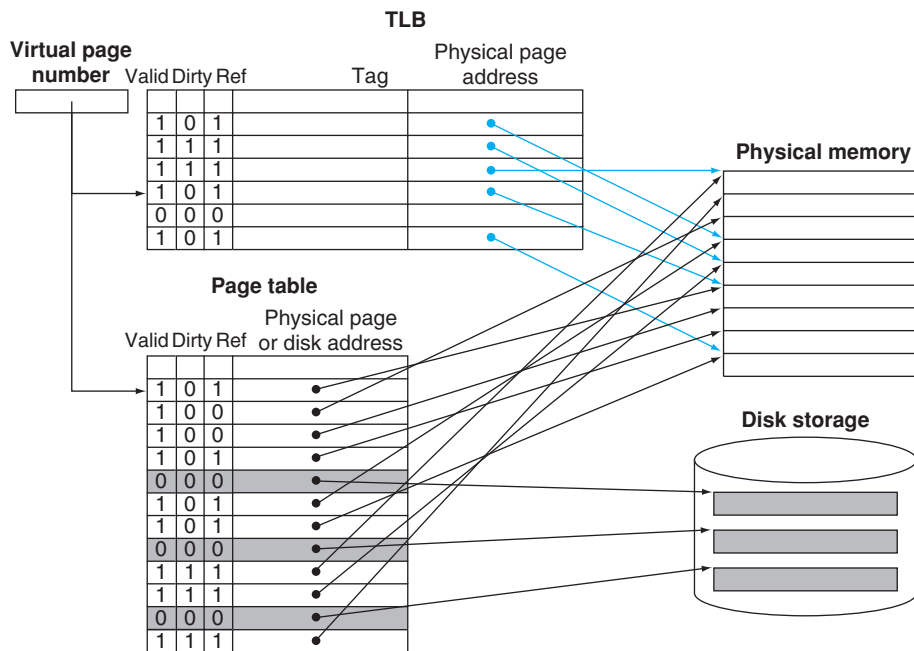 TLB
Virtual page
number
Valid Dirty Ref
Tag
Physical page
address
1 0 1
1 1 1
1 1 1
1 0 1
0 0 0
1 0 1
Physical memory
Page table
Valid Dirty Ref
Physical page
or disk address
1 0 1
1 0 0
1 0 0
1 0 1
0 0 0
1 0 1
1 0 1
0 0 0
1 1 1
1 1 1
0 0 0
1 1 1
Disk storage